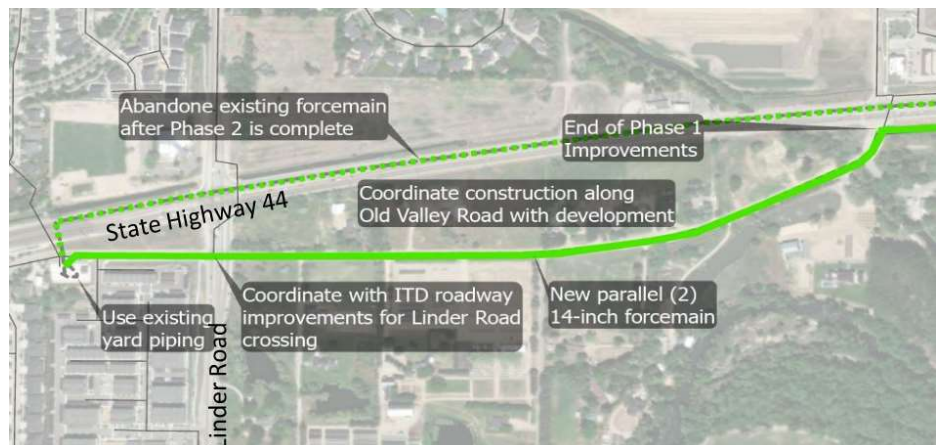 Abandone existing forcemain
after Phase 2 is complete
End of Phase 1
Improvements
State Highway 44
Coordinate construction along
Old Valley Road with development
Use existing
yard piping
Linder Road
Coordinate with ITD roadway
improvements for Linder Road
crossing
New parallel (2)
14-inch forcemain